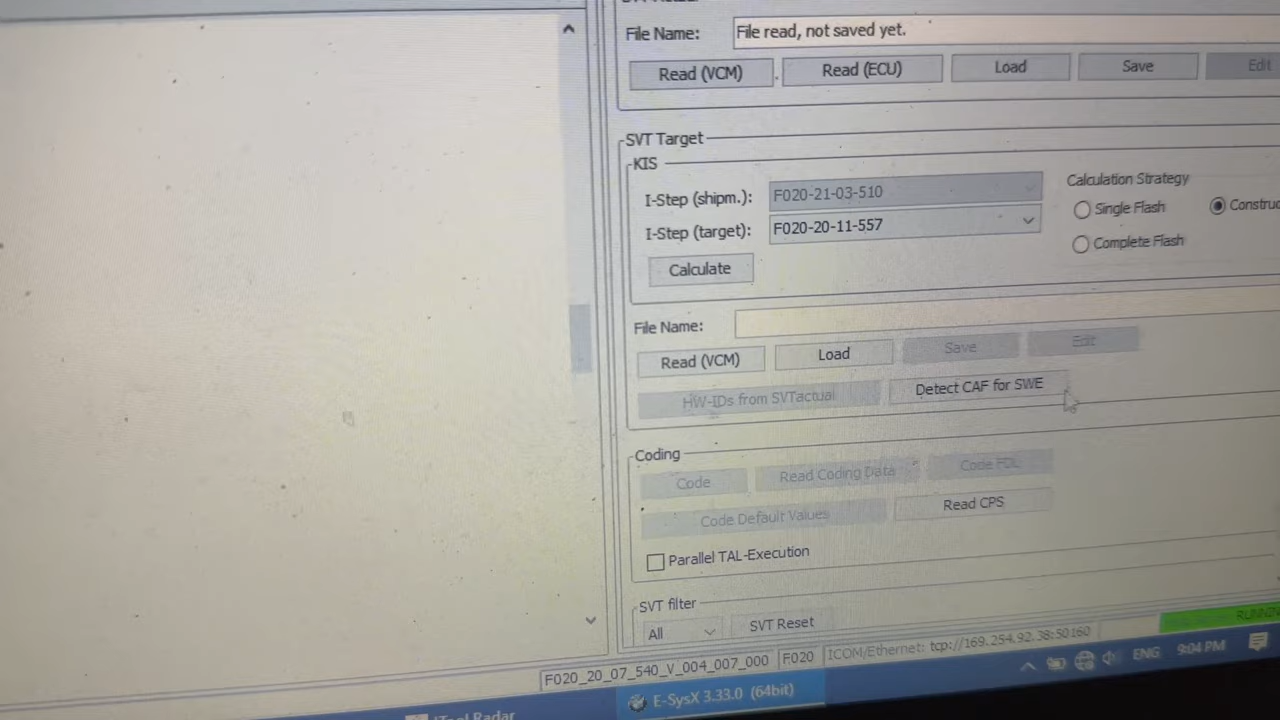 File Name: File read, not saved yet.
Read (VCM) Read (ECU) Load Save Edit
SVT Target
KIS
I-Step (shipm.): F020-21-03-510
I-Step (target): F020-20-11-557
Calculation Strategy
Single Flash Construc
Complete Flash
Calculate
File Name:
Read (VCM) Load Save Edit
HW-IDs from SVTactual Detect CAF for SWE
Coding
Code Read Coding Data Code FDL
Code Default Values Read CPS
Parallel TAL-Execution
SVT filter
All SVT Reset
F020_20_07_540_V_004_007_000 F020 ICOM/Ethernet: tcp://169.254.92.38:50160
E-SysX 3.33.0 (64bit) ENG 9:04 PM